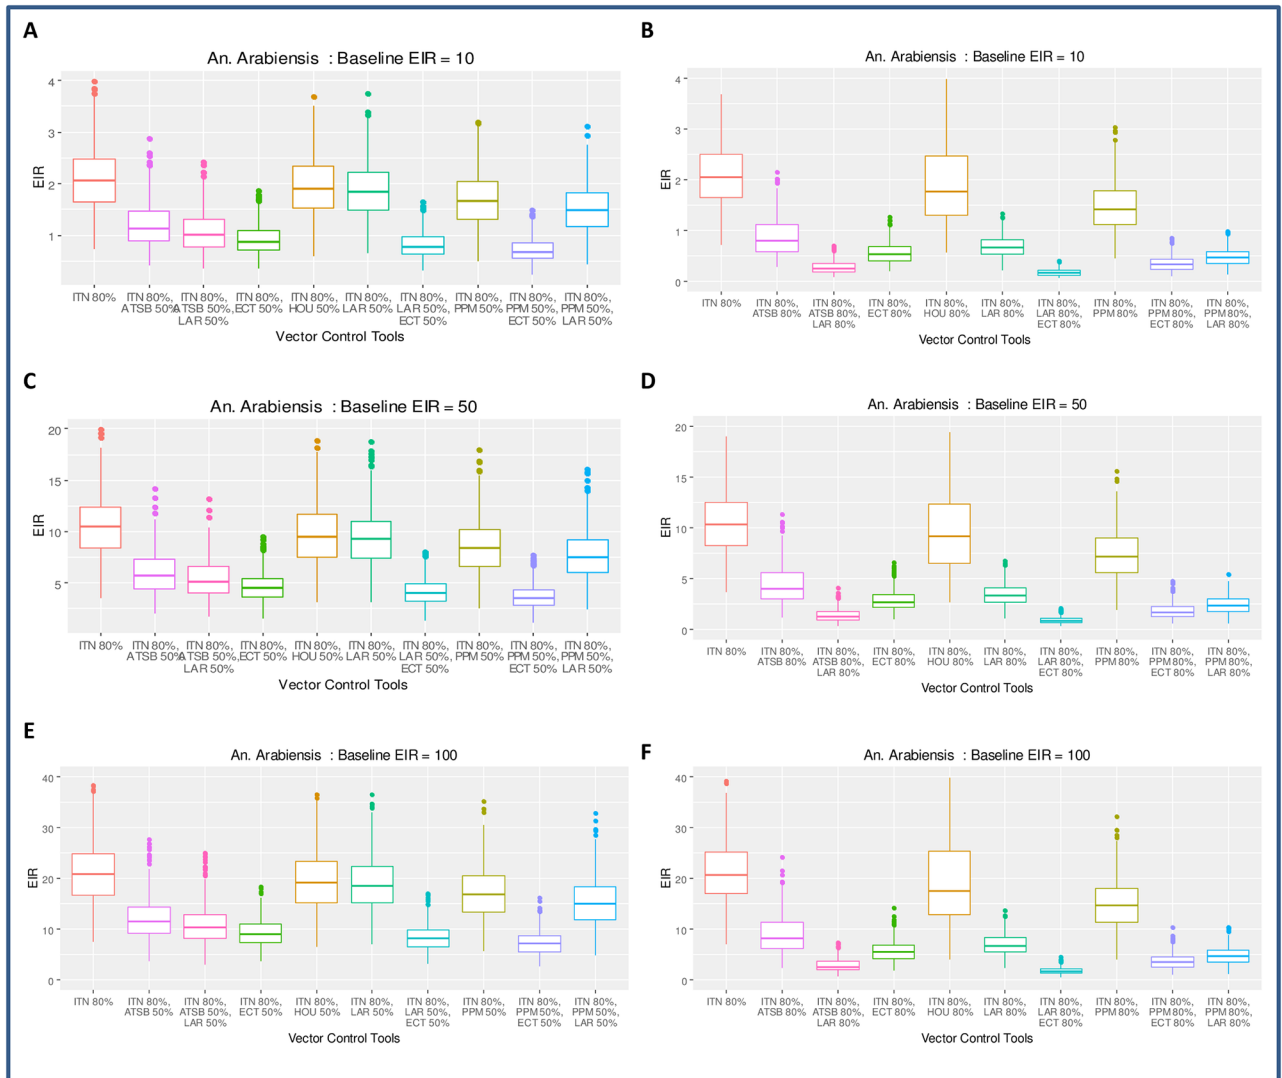 A
An. Arabiensis : Baseline EIR = 10
EIR
4
3
2
1
ITN 80%
ITN 80%,
ATSB 50%
ITN 80%,
ATSB 50%,
LAR 50%
ITN 80%,
ECT 50%
ITN 80%,
HOU 50%
ITN 80%,
LAR 50%
ITN 80%,
LAR 50%,
ECT 50%
ITN 80%,
PPM 50%
ITN 80%,
PPM 50%,
ECT 50%
ITN 80%,
PPM 50%,
LAR 50%
Vector Control Tools
B
An. Arabiensis : Baseline EIR = 10
EIR
4
3
2
1
0
ITN 80%
ITN 80%,
ATSB 80%
ITN 80%,
ATSB 80%,
LAR 80%
ITN 80%,
ECT 80%
ITN 80%,
HOU 80%
ITN 80%,
LAR 80%
ITN 80%,
LAR 80%,
ECT 80%
ITN 80%,
PPM 80%
ITN 80%,
PPM 80%,
ECT 80%
ITN 80%,
PPM 80%,
LAR 80%
Vector Control Tools
C
An. Arabiensis : Baseline EIR = 50
EIR
20
15
10
5
ITN 80%
ITN 80%,
ATSB 50%
ITN 80%,
ATSB 50%,
LAR 50%
ITN 80%,
ECT 50%
ITN 80%,
HOU 50%
ITN 80%,
LAR 50%
ITN 80%,
LAR 50%,
ECT 50%
ITN 80%,
PPM 50%
ITN 80%,
PPM 50%,
ECT 50%
ITN 80%,
PPM 50%,
LAR 50%
Vector Control Tools
D
An. Arabiensis : Baseline EIR = 50
EIR
20
15
10
5
0
ITN 80%
ITN 80%,
ATSB 80%
ITN 80%,
ATSB 80%,
LAR 80%
ITN 80%,
ECT 80%
ITN 80%,
HOU 80%
ITN 80%,
LAR 80%
ITN 80%,
LAR 80%,
ECT 80%
ITN 80%,
PPM 80%
ITN 80%,
PPM 80%,
ECT 80%
ITN 80%,
PPM 80%,
LAR 80%
Vector Control Tools
E
An. Arabiensis : Baseline EIR = 100
EIR
40
30
20
10
0
ITN 80%
ITN 80%,
ATSB 50%
ITN 80%,
ATSB 50%,
LAR 50%
ITN 80%,
ECT 50%
ITN 80%,
HOU 50%
ITN 80%,
LAR 50%
ITN 80%,
LAR 50%,
ECT 50%
ITN 80%,
PPM 50%
ITN 80%,
PPM 50%,
ECT 50%
ITN 80%,
PPM 50%,
LAR 50%
Vector Control Tools
F
An. Arabiensis : Baseline EIR = 100
EIR
40
30
20
10
0
ITN 80%
ITN 80%,
ATSB 80%
ITN 80%,
ATSB 80%,
LAR 80%
ITN 80%,
ECT 80%
ITN 80%,
HOU 80%
ITN 80%,
LAR 80%
ITN 80%,
LAR 80%,
ECT 80%
ITN 80%,
PPM 80%
ITN 80%,
PPM 80%,
ECT 80%
ITN 80%,
PPM 80%,
LAR 80%
Vector Control Tools